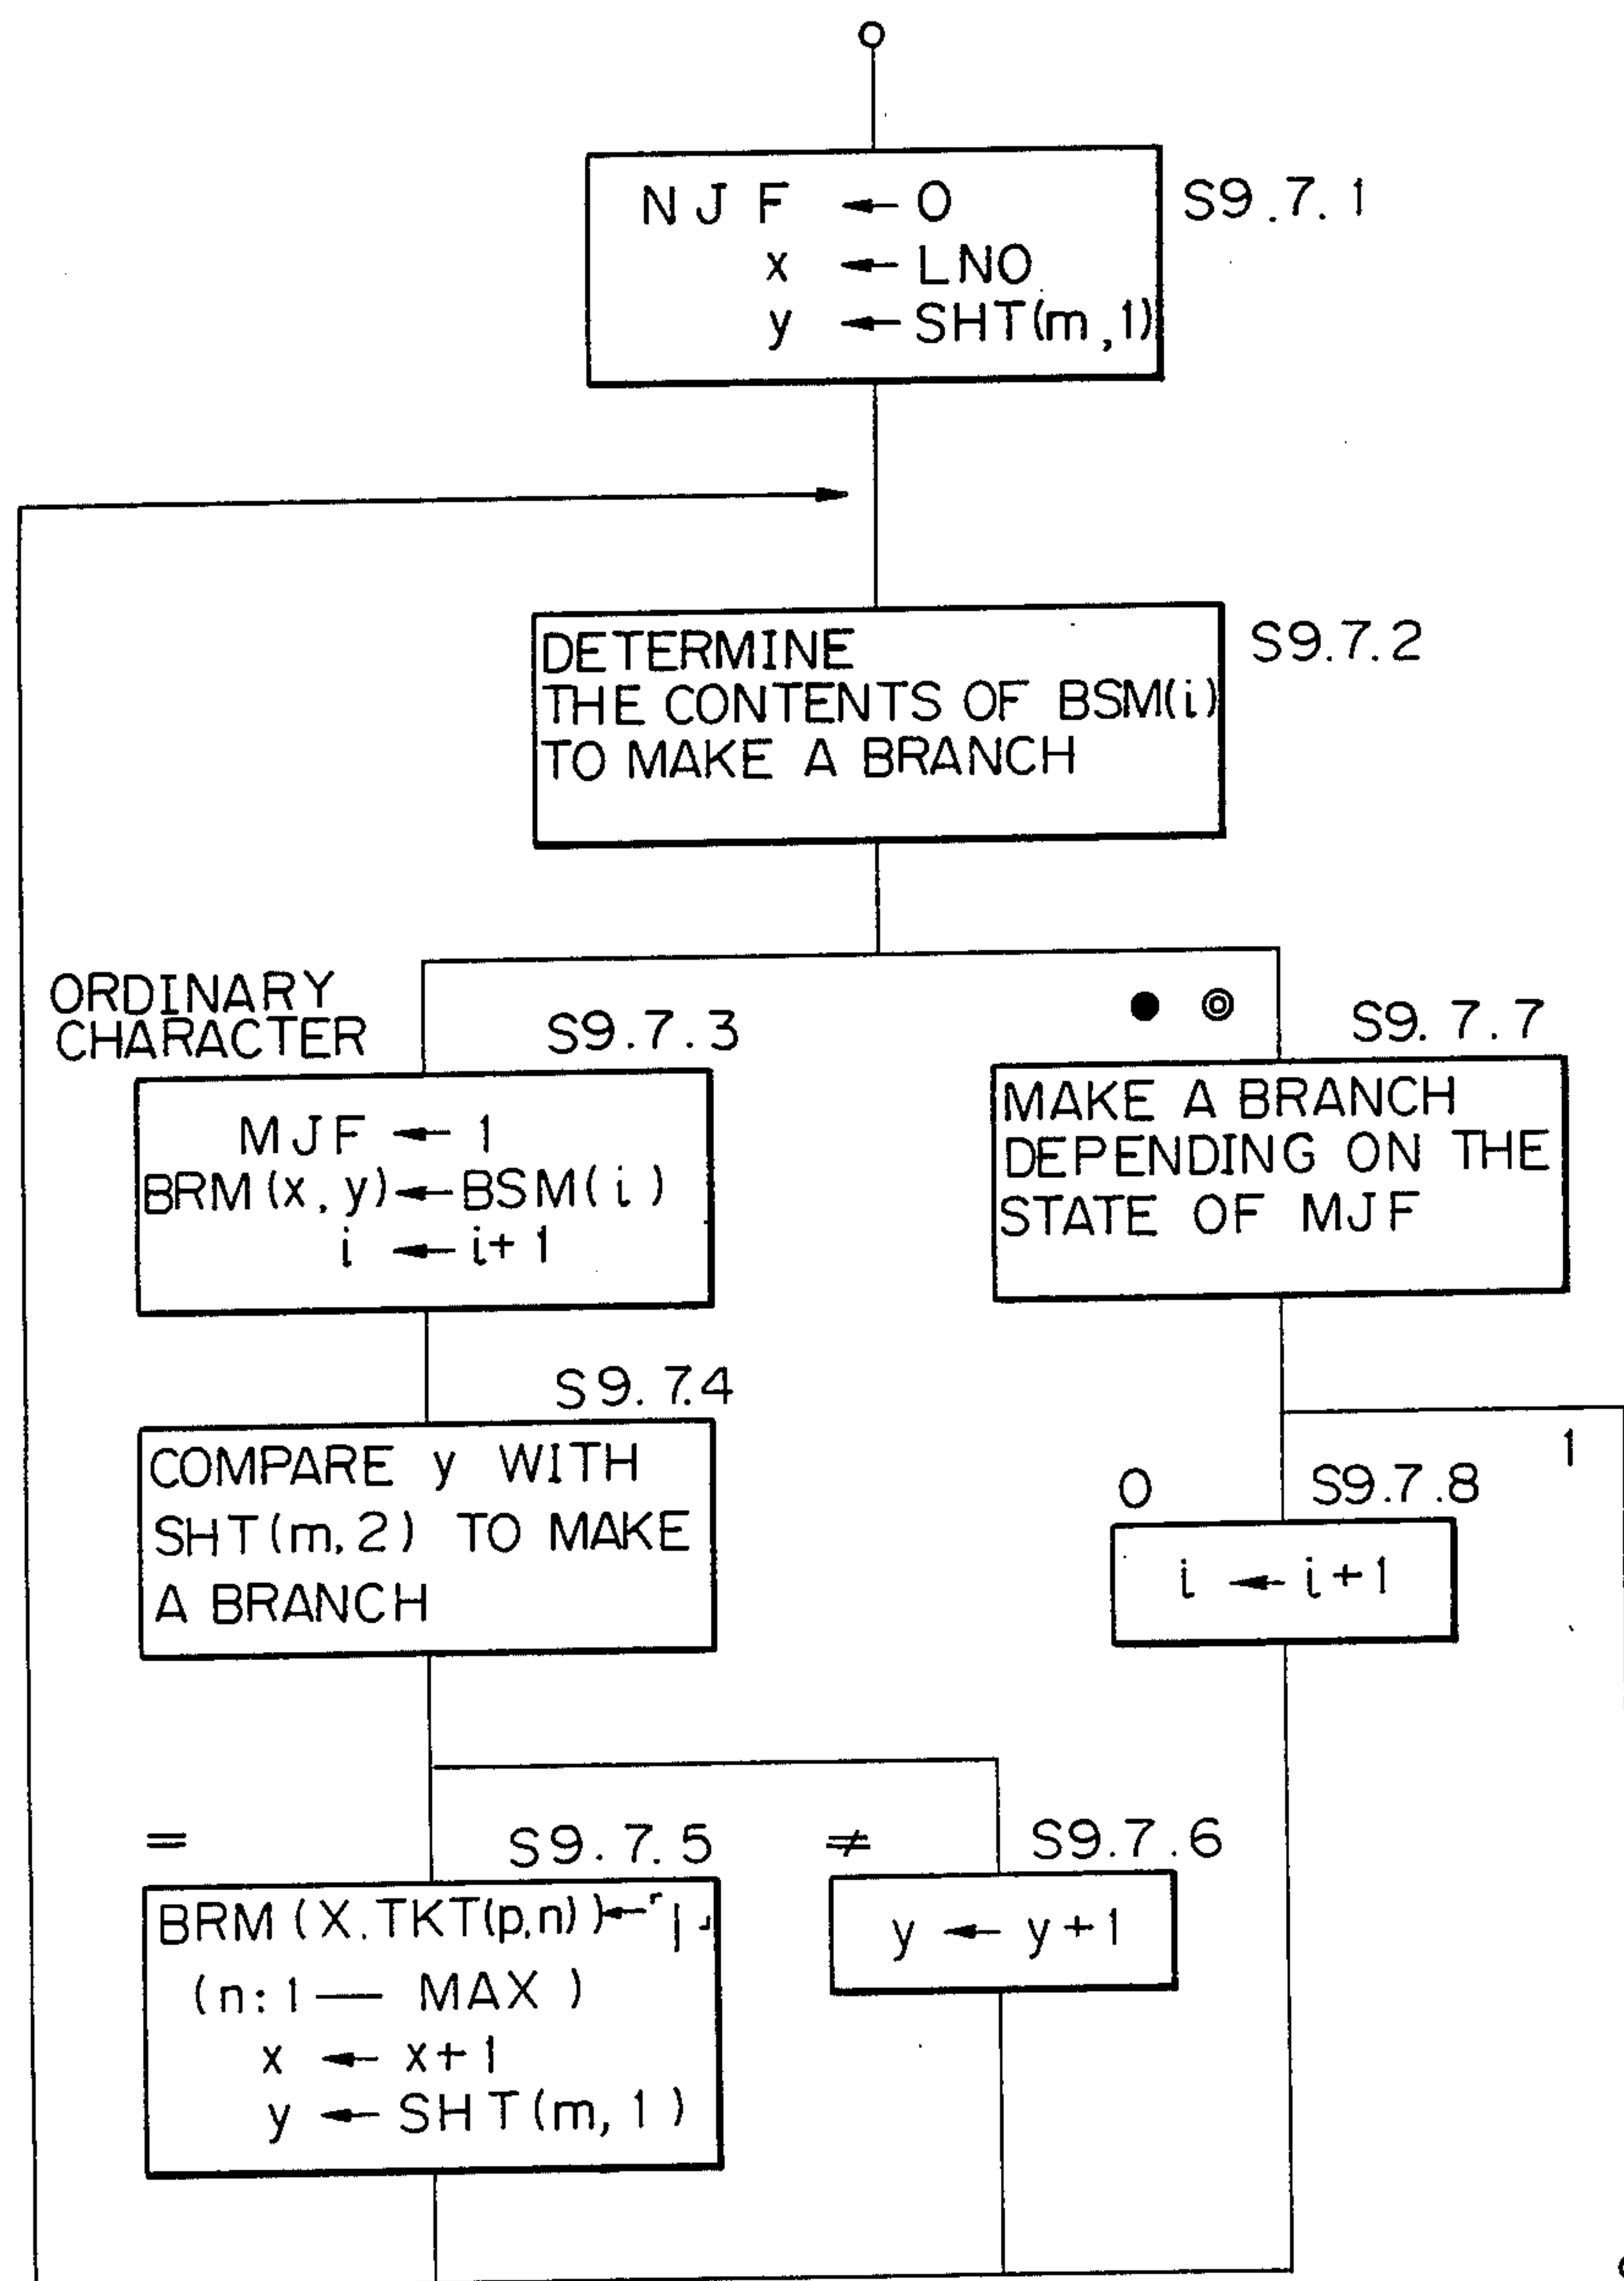 NJF ← 0
S9.7.1
x ← LNO
y ← SHT(m,1)
DETERMINE
S9.7.2
THE CONTENTS OF BSM(i)
TO MAKE A BRANCH
ORDINARY
CHARACTER
S9.7.3
MJF ← 1
BRM(x,y) ← BSM(i)
i ← i+1
● ◎
S9.7.7
MAKE A BRANCH
DEPENDING ON THE
STATE OF MJF
S9.7.4
COMPARE y WITH
SHT(m,2) TO MAKE
A BRANCH
1
0
S9.7.8
i ← i+1
=
S9.7.5
BRM(X.TKT(p,n))←「|」
(n:1— MAX)
x ← x+1
y ← SHT(m,1)
≠
S9.7.6
y ← y+1